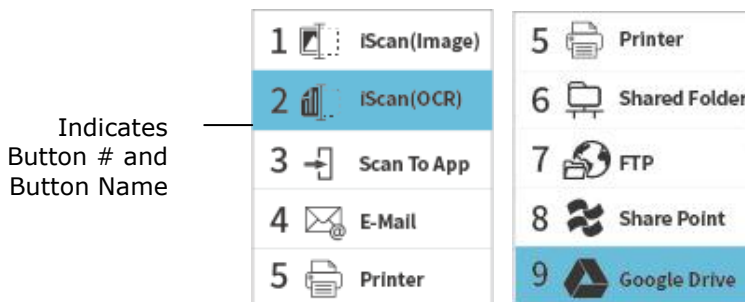 Indicates
Button # and
Button Name
1 iScan(Image)
2 iScan(OCR)
3 Scan To App
4 E-Mail
5 Printer
5 Printer
6 Shared Folder
7 FTP
8 Share Point
9 Google Drive